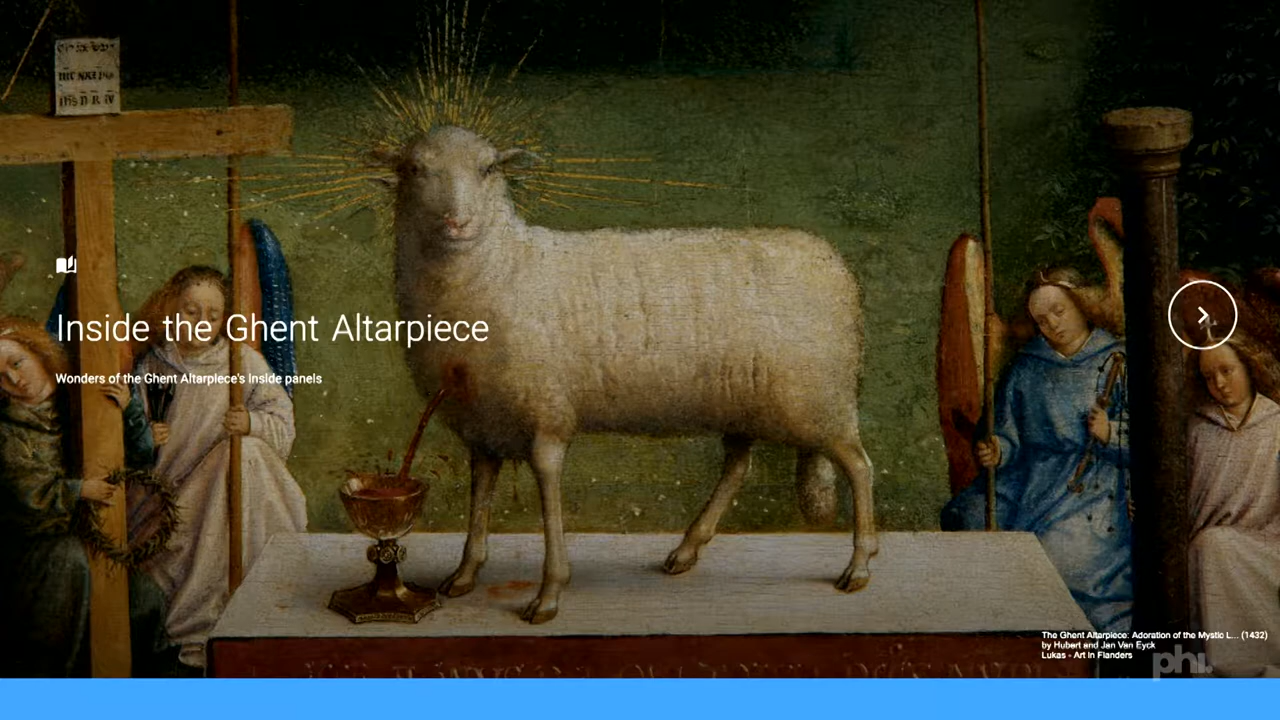 Inside the Ghent Altarpiece
Wonders of the Ghent Altarpiece's inside panels
The Ghent Altarpiece: Adoration of the Mystic L... (1432)
by Hubert and Jan Van Eyck
Lukas - Art in Flanders
phi.